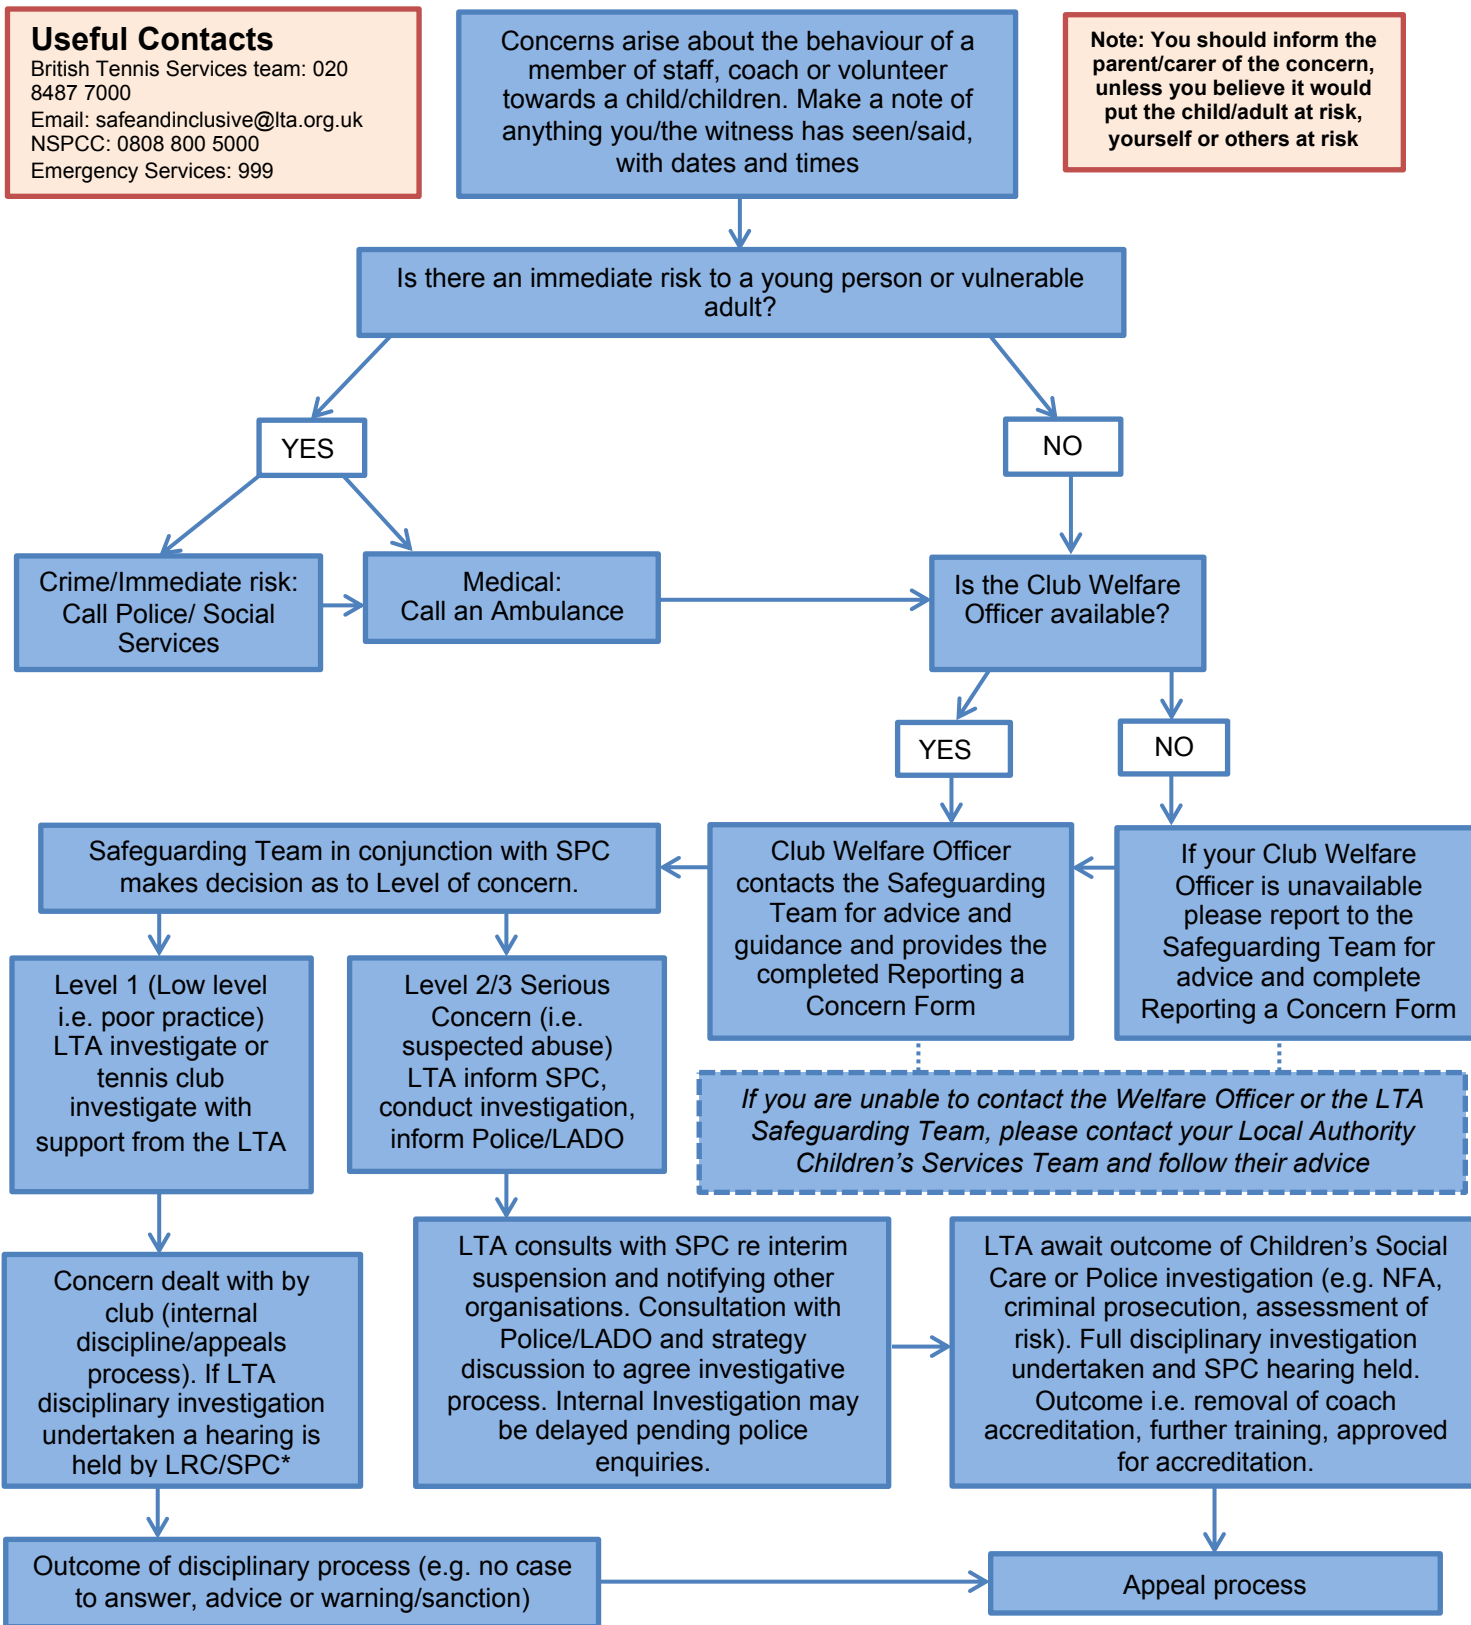 Useful Contacts
British Tennis Services team: 020
8487 7000
Email: safeandinclusive@lta.org.uk
NSPCC: 0808 800 5000
Emergency Services: 999
Concerns arise about the behaviour of a
member of staff, coach or volunteer
towards a child/children. Make a note of
anything you/the witness has seen/said,
with dates and times
Note: You should inform the
parent/carer of the concern,
unless you believe it would
put the child/adult at risk,
yourself or others at risk
Is there an immediate risk to a young person or vulnerable
adult?
YES
NO
Crime/Immediate risk:
Call Police/ Social
Services
Medical:
Call an Ambulance
Is the Club Welfare
Officer available?
YES
NO
Safeguarding Team in conjunction with SPC
makes decision as to Level of concern.
Club Welfare Officer
contacts the Safeguarding
Team for advice and
guidance and provides the
completed Reporting a
Concern Form
If your Club Welfare
Officer is unavailable
please report to the
Safeguarding Team for
advice and complete
Reporting a Concern Form
Level 1 (Low level
i.e. poor practice)
LTA investigate or
tennis club
investigate with
support from the LTA
Level 2/3 Serious
Concern (i.e.
suspected abuse)
LTA inform SPC,
conduct investigation,
inform Police/LADO
If you are unable to contact the Welfare Officer or the LTA
Safeguarding Team, please contact your Local Authority
Children's Services Team and follow their advice
Concern dealt with by
club (internal
discipline/appeals
process). If LTA
disciplinary investigation
undertaken a hearing is
held by LRC/SPC*
LTA consults with SPC re interim
suspension and notifying other
organisations. Consultation with
Police/LADO and strategy
discussion to agree investigative
process. Internal Investigation may
be delayed pending police
enquiries.
LTA await outcome of Children's Social
Care or Police investigation (e.g. NFA,
criminal prosecution, assessment of
risk). Full disciplinary investigation
undertaken and SPC hearing held.
Outcome i.e. removal of coach
accreditation, further training, approved
for accreditation.
Outcome of disciplinary process (e.g. no case
to answer, advice or warning/sanction)
Appeal process